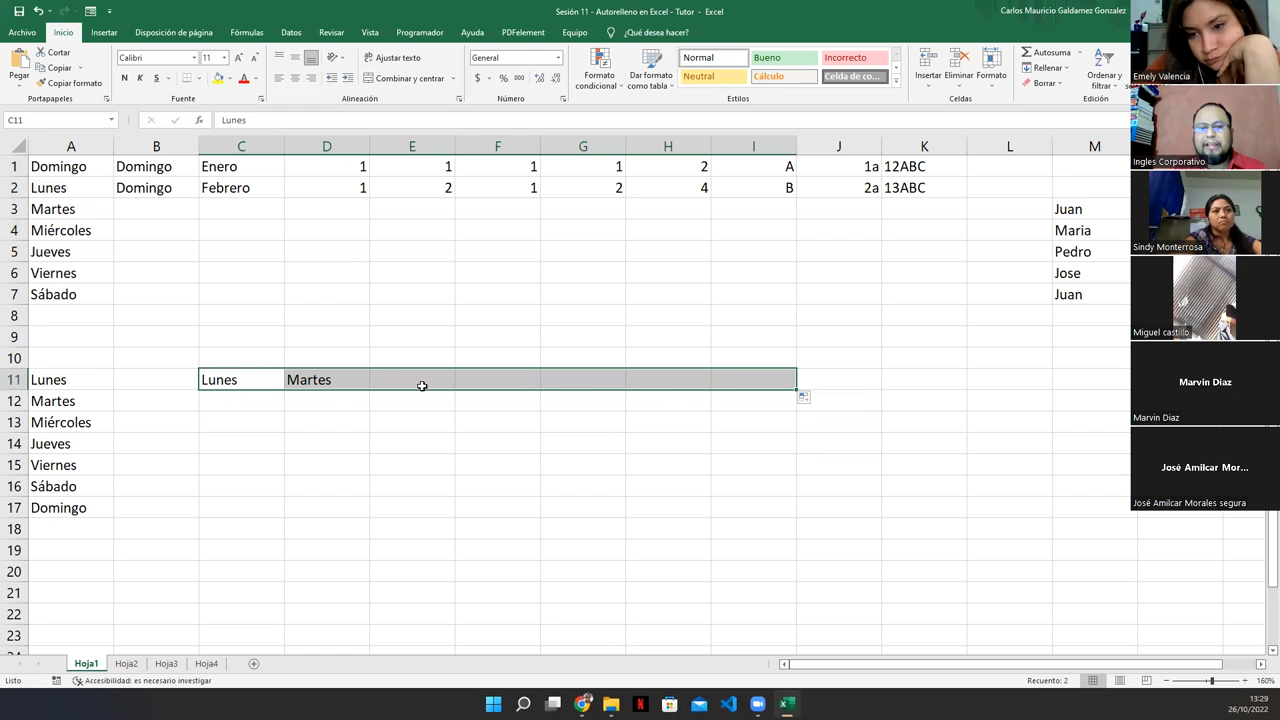 Sesión 11 - Autorelleno en Excel - Tutor - Excel
Carlos Mauricio Galdamez Gonzalez
Archivo Inicio Insertar Disposición de página Fórmulas Datos Revisar Vista Programador Ayuda PDFelement Equipo ¿Qué desea hacer?
Pegar
Cortar
Copiar
Copiar formato
Portapapeles
Calibri 11
N K S
Fuente
Ajustar texto
Combinar y centrar
Alineación
General
$ % 000
Número
Formato condicional
Dar formato como tabla
Normal Bueno Incorrecto
Neutral Cálculo Celda de co...
Estilos
Insertar Eliminar Formato
Celdas
Autosuma
Rellenar
Borrar
Ordenar y filtrar
Edición
C11 fx Lunes
A B C D E F G H I J K L M
1 Domingo Domingo Enero 1 1 1 1 2 A 1a 12ABC
2 Lunes Domingo Febrero 1 2 1 2 4 B 2a 13ABC
3 Martes Juan
4 Miércoles Maria
5 Jueves Pedro
6 Viernes Jose
7 Sábado Juan
8
9
10
11 Lunes Lunes Martes
12 Martes
13 Miércoles
14 Jueves
15 Viernes
16 Sábado
17 Domingo
18
19
20
21
22
23
Hoja1 Hoja2 Hoja3 Hoja4
Listo Accesibilidad: es necesario investigar Recuento: 2 160%
13:29
26/10/2022
Emely Valencia
Ingles Corporativo
Sindy Monterrosa
Miguel castillo
Marvin Diaz
Marvin Diaz
José Amilcar Mor...
José Amilcar Morales segura